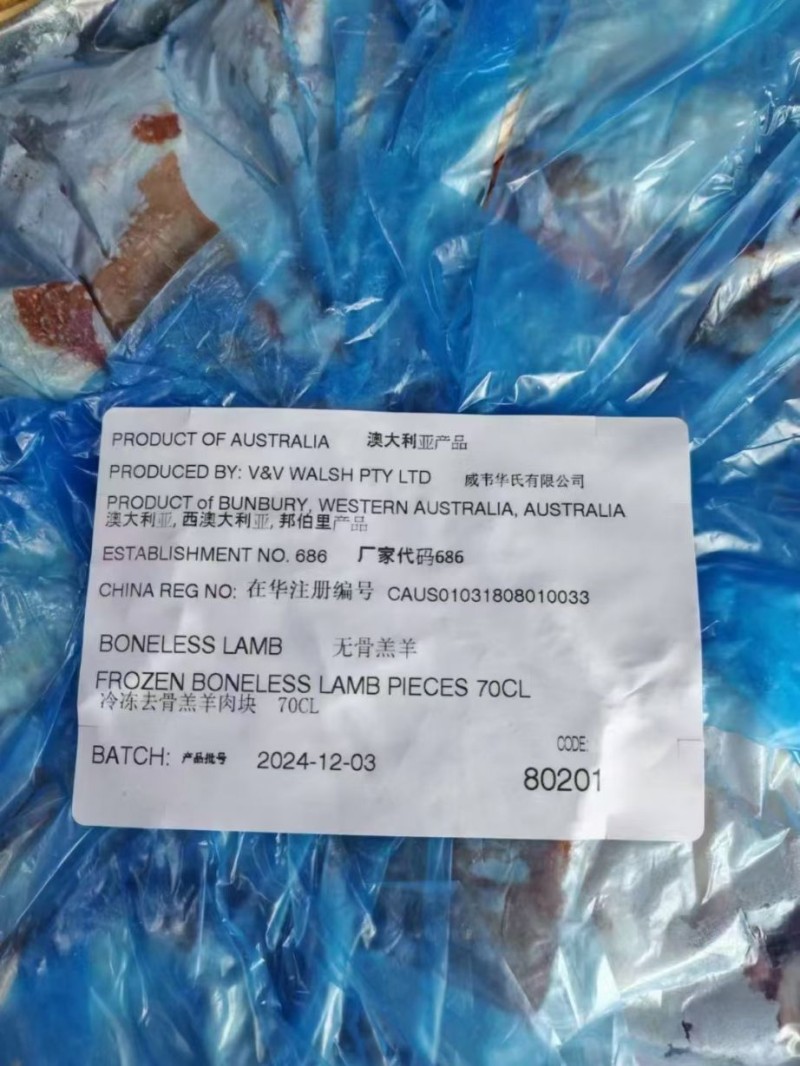 PRODUCT OF AUSTRALIA 澳大利亚产品
PRODUCED BY: V&V WALSH PTY LTD 威韦华氏有限公司
PRODUCT of BUNBURY, WESTERN AUSTRALIA, AUSTRALIA
澳大利亚, 西澳大利亚, 邦伯里产品
ESTABLISHMENT NO. 686 厂家代码686
CHINA REG NO: 在华注册编号 CAUS01031808010033
BONELESS LAMB 无骨羔羊
FROZEN BONELESS LAMB PIECES 70CL
冷冻去骨羔羊肉块 70CL
BATCH: 产品批号 2024-12-03
CODE:
80201